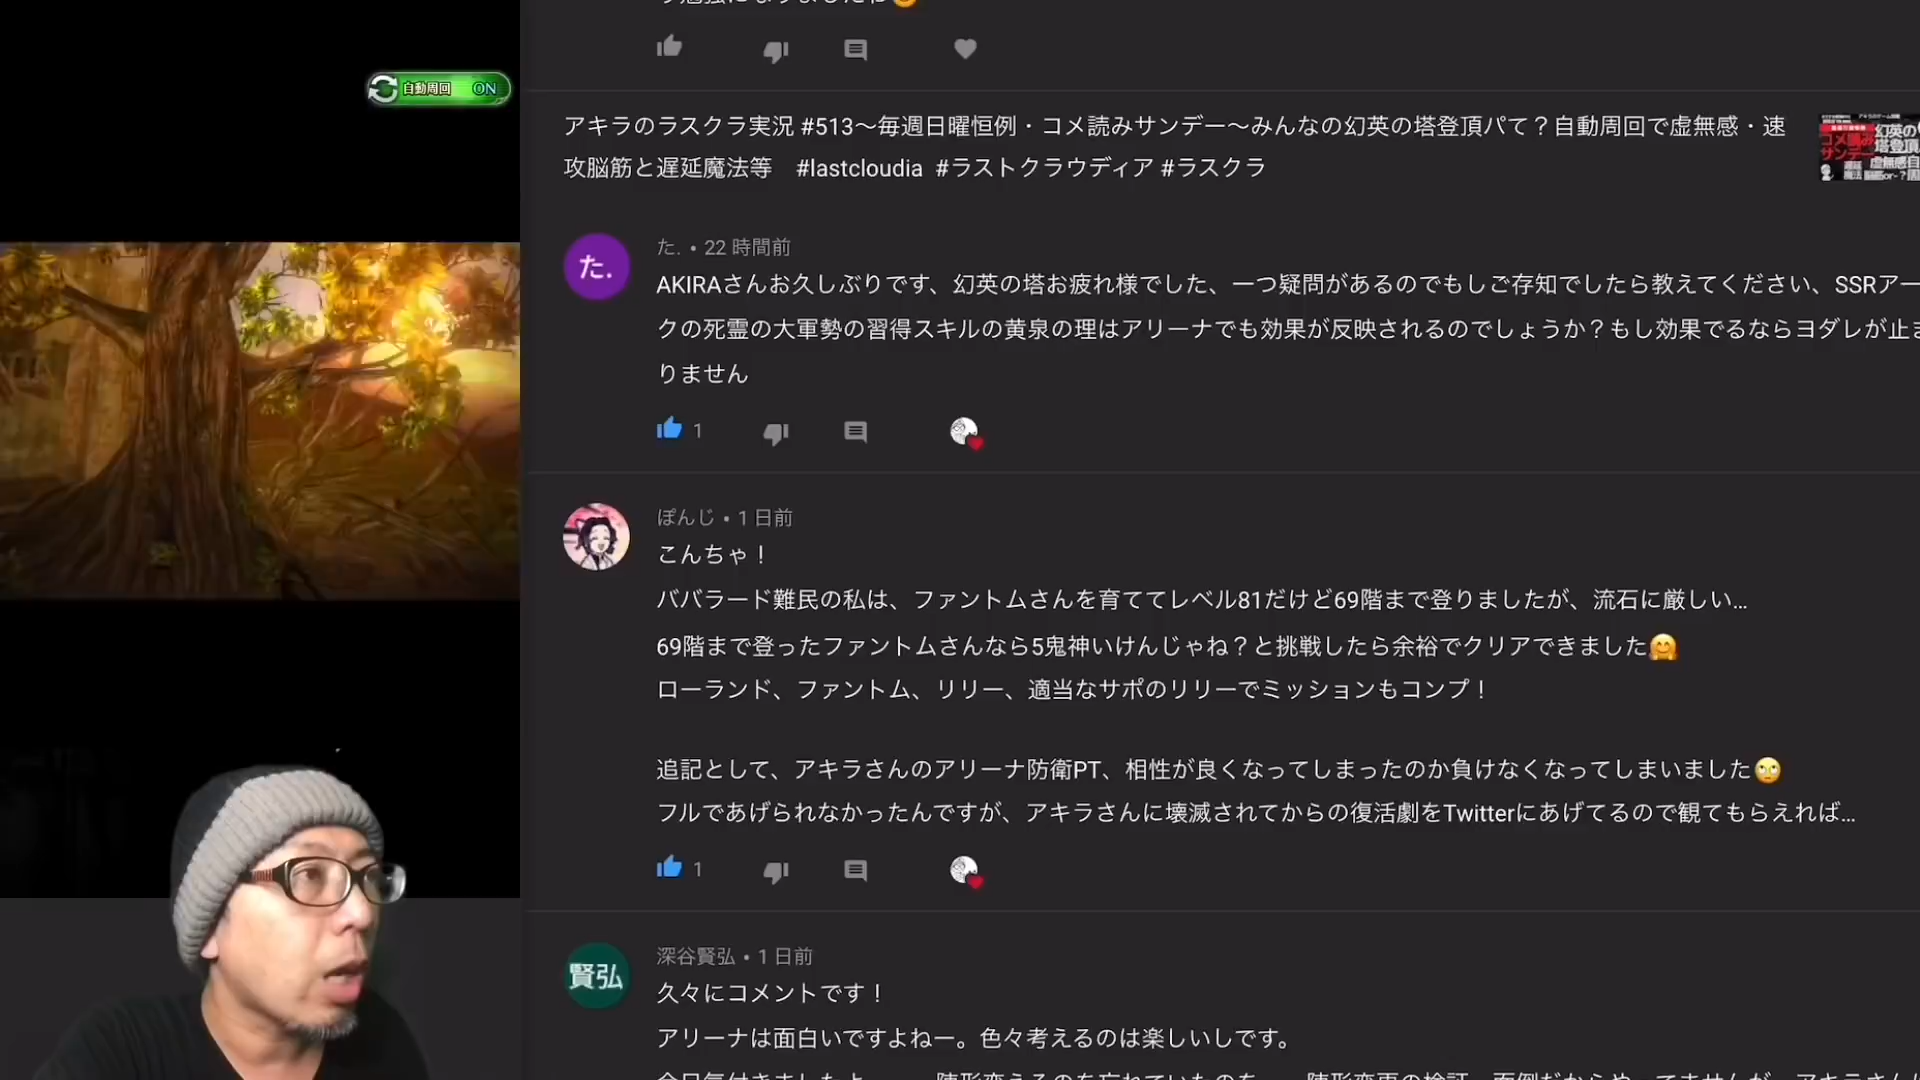 自動周回 ON
アキラのラスクラ実況 #513〜毎週日曜恒例・コメ読みサンデー〜みんなの幻英の塔登頂パて？自動周回で虚無感・速
攻脳筋と遅延魔法等 #lastcloudia #ラストクラウディア #ラスクラ
コメ読み
サンデー
幻英の
た.
た. • 22 時間前
AKIRAさんお久しぶりです、幻英の塔お疲れ様でした、一つ疑問があるのでもしご存知でしたら教えてください、SSRアー
クの死霊の大軍勢の習得スキルの黄泉の理はアリーナでも効果が反映されるのでしょうか？もし効果でるならヨダレが止ま
りません
1
ぽんじ • 1 日前
こんちゃ！
ババラード難民の私は、ファントムさんを育ててレベル81だけど69階まで登りましたが、流石に厳しい…
69階まで登ったファントムさんなら5鬼神いけんじゃね？と挑戦したら余裕でクリアできました🤗
ローランド、ファントム、リリー、適当なサポのリリーでミッションもコンプ！
追記として、アキラさんのアリーナ防衛PT、相性が良くなってしまったのか負けなくなってしまいました🙄
フルであげられなかったんですが、アキラさんに壊滅されてからの復活劇をTwitterにあげてるので観てもらえれば…
1
賢弘
深谷賢弘 • 1 日前
久々にコメントです！
アリーナは面白いですよねー。色々考えるのは楽しいしです。